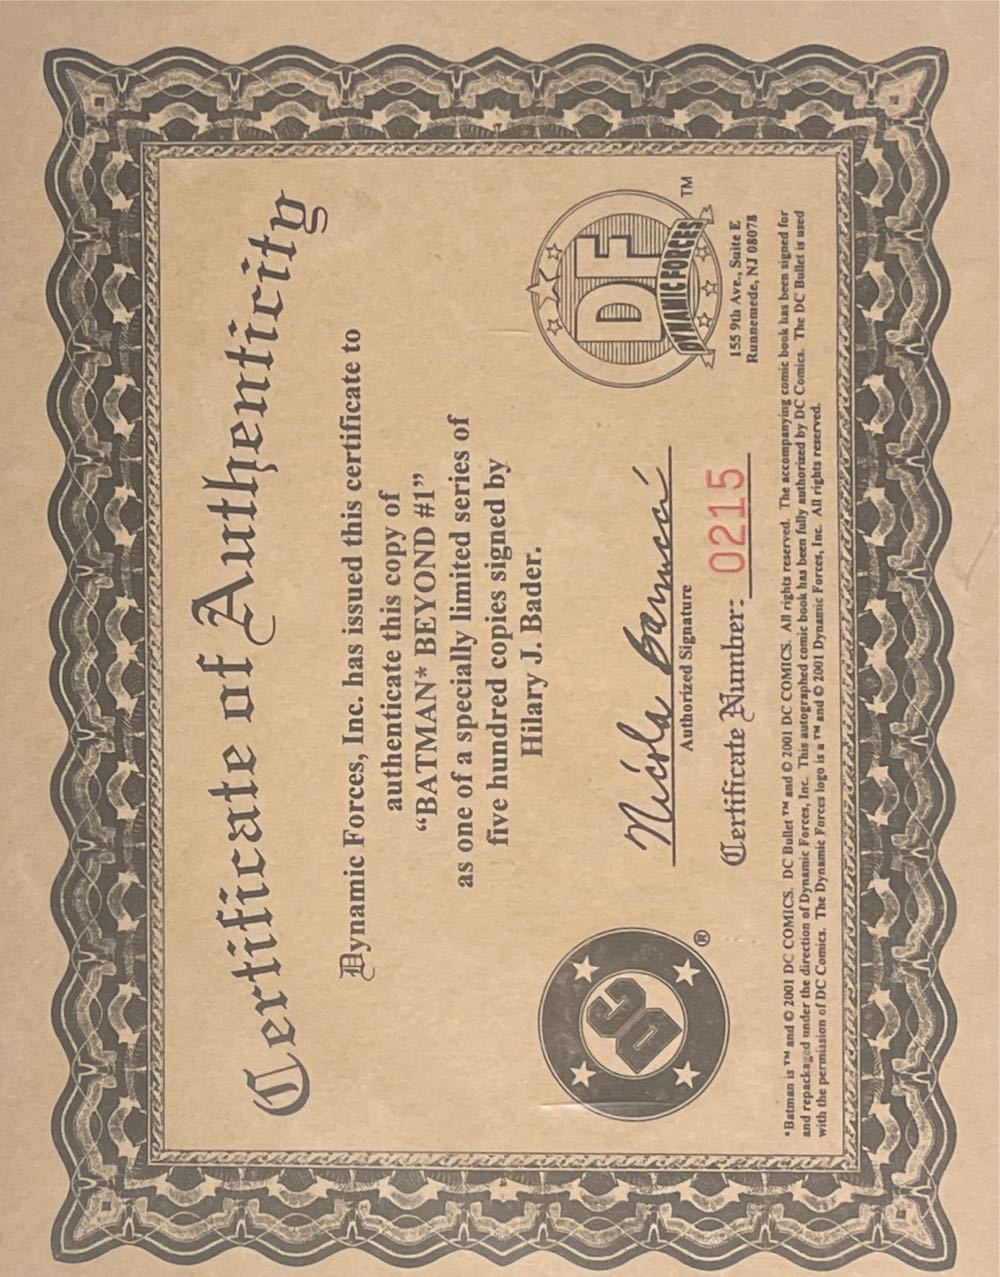 Certificate of Authenticity
Dynamic Forces, Inc. has issued this certificate to
authenticate this copy of
“BATMAN* BEYOND #1”
as one of a specially limited series of
five hundred copies signed by
Hilary J. Bader.
DC
®
Authorized Signature
Certificate Number: 0215
DF
DYNAMIC FORCES
TM
155 9th Ave., Suite E
Runnemede, NJ 08078
*Batman is ™ and © 2001 DC COMICS. DC Bullet ™ and © 2001 DC COMICS. All rights reserved. The accompanying comic book has been signed for
and repackaged under the direction of Dynamic Forces, Inc. This autographed comic book has been fully authorized by DC Comics. The DC Bullet is used
with the permission of DC Comics. The Dynamic Forces logo is a ™ and © 2001 Dynamic Forces, Inc. All rights reserved.